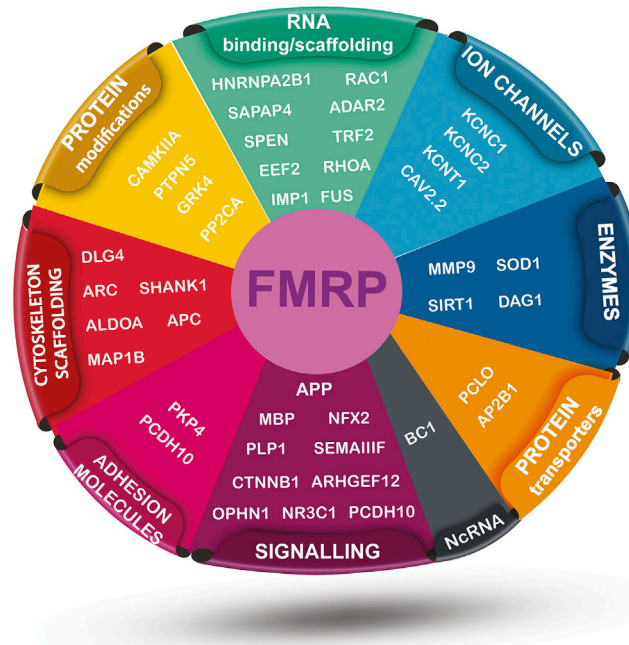 RNA
binding/scaffolding
HNRNPA2B1 RAC1
SAPAP4 ADAR2
SPEN TRF2
EEF2 RHOA
IMP1 FUS
ION CHANNELS
KCNC1
KCNC2
KCNT1
CAV2.2
ENZYMES
MMP9 SOD1
SIRT1 DAG1
PROTEIN
transporters
PCLO
AP2B1
NcRNA
BC1
SIGNALLING
APP
MBP NFX2
PLP1 SEMAIIIF
CTNNB1 ARHGEF12
OPHN1 NR3C1 PCDH10
ADHESION
MOLECULES
PKP4
PCDH10
CYTOSKELETON
SCAFFOLDING
DLG4
ARC SHANK1
ALDOA APC
MAP1B
PROTEIN
modifications
CAMKIIA
PTPN5
GRK4
PP2CA
FMRP